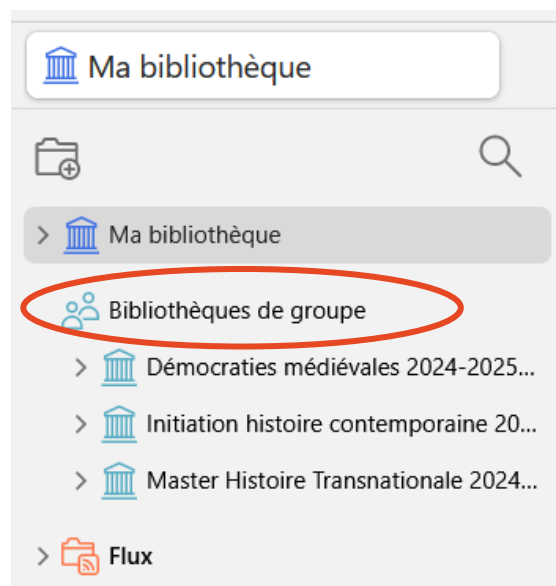 Ma bibliothèque
Ma bibliothèque
Bibliothèques de groupe
Démocraties médiévales 2024-2025...
Initiation histoire contemporaine 20...
Master Histoire Transnationale 2024...
Flux